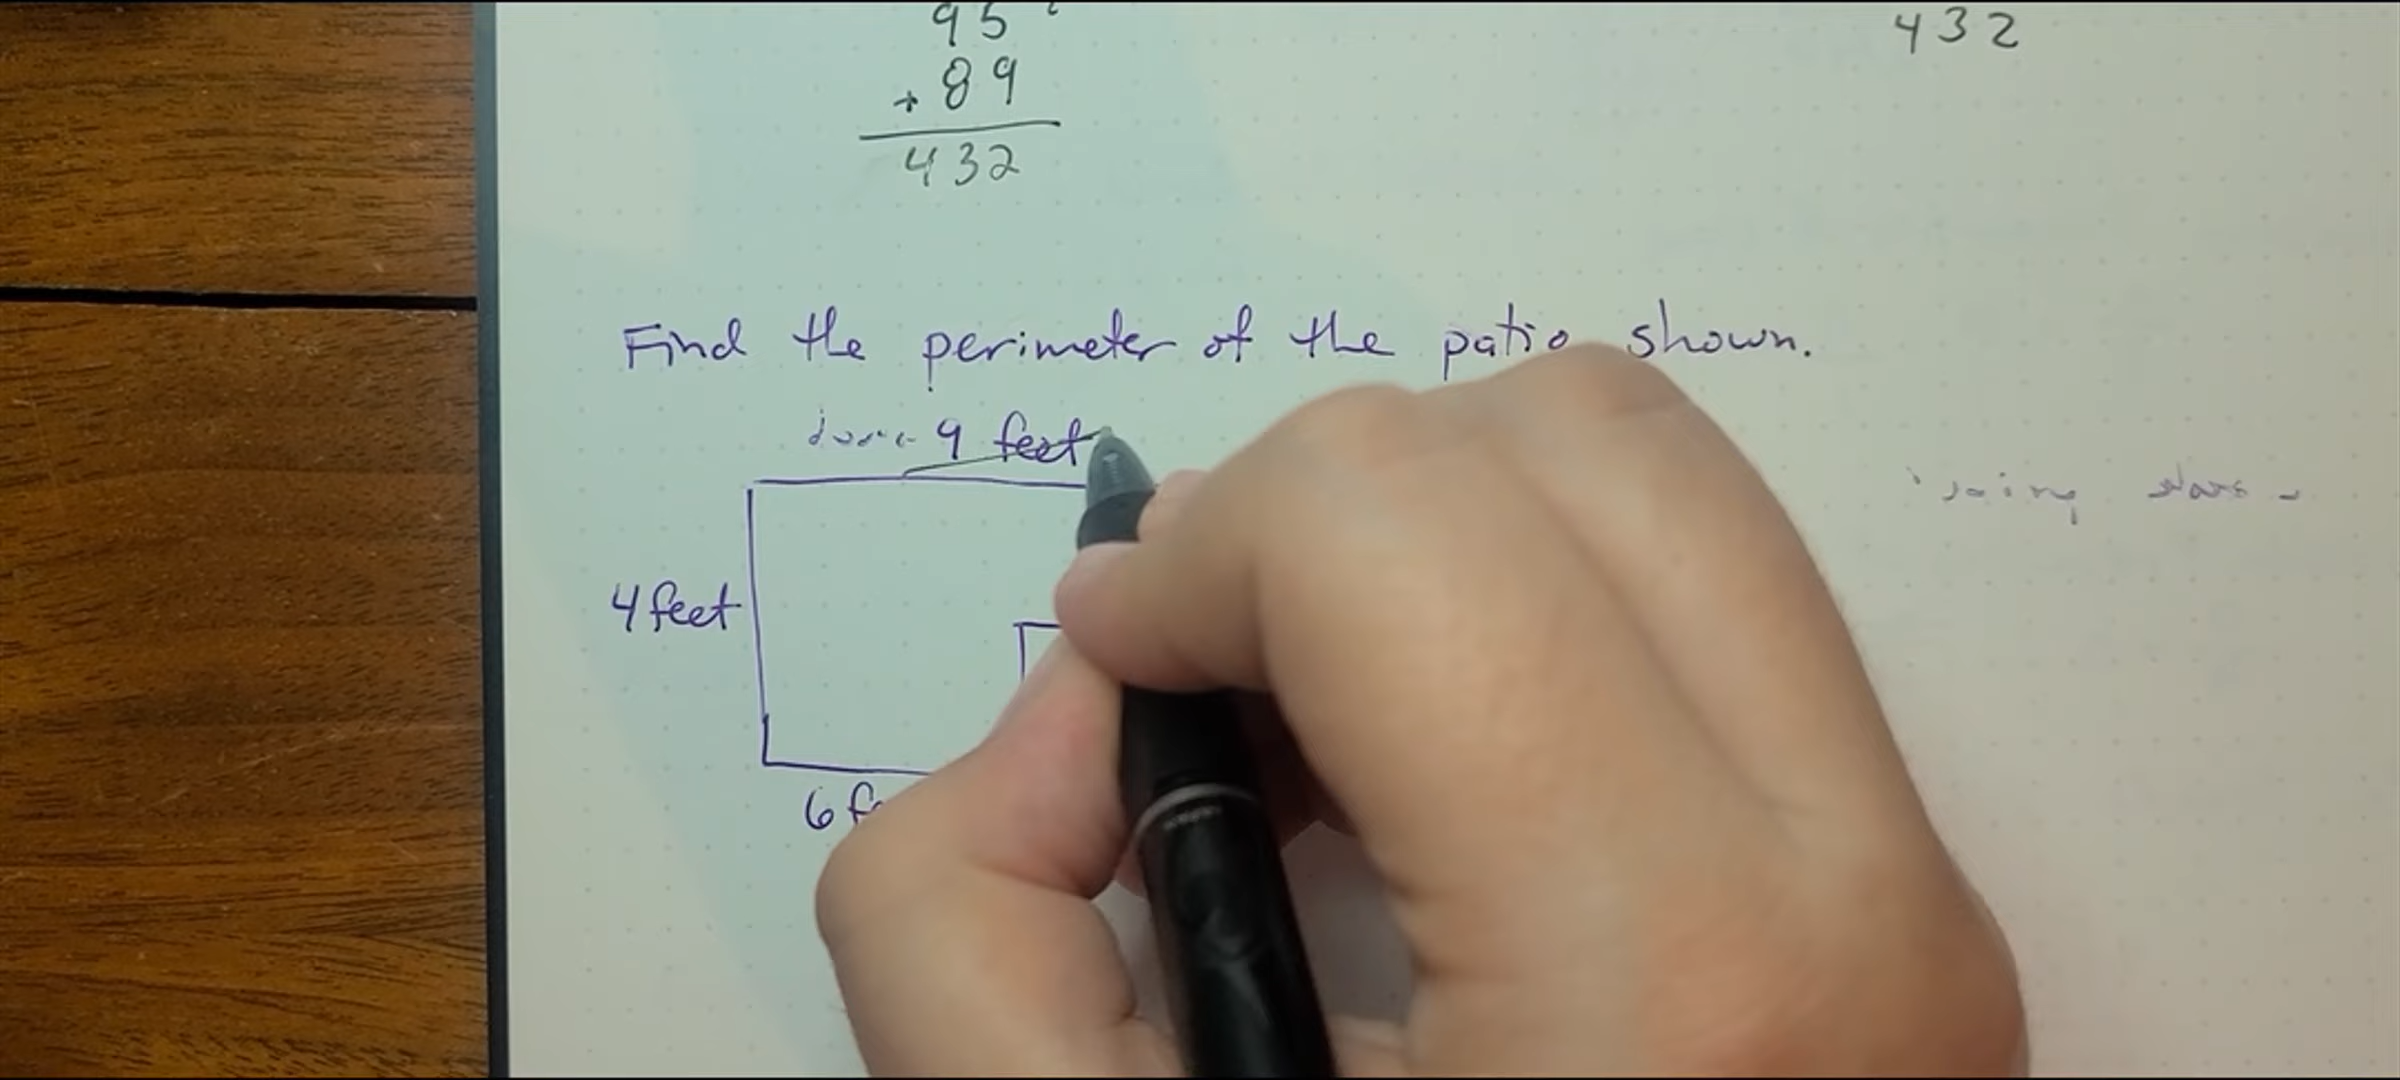 95
432
+ 89
432
Find the perimeter of the patio shown.
9 feet
4 feet
6